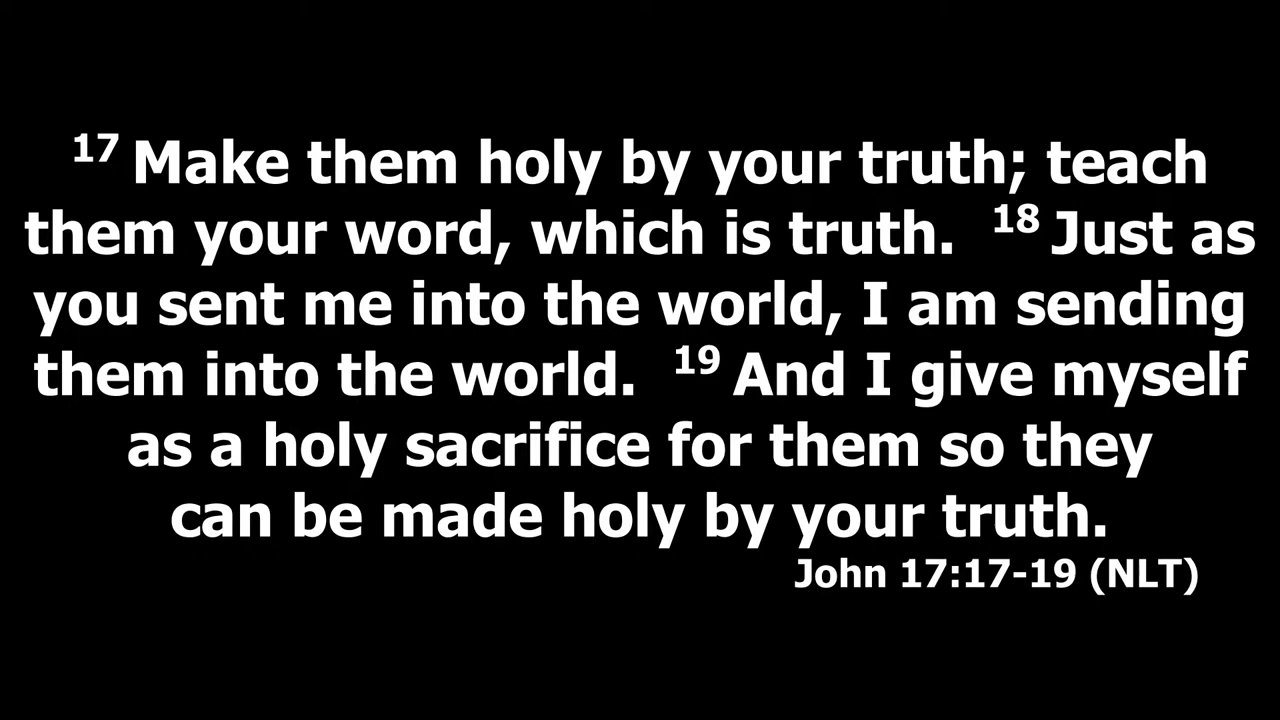 17 Make them holy by your truth; teach
them your word, which is truth. 18 Just as
you sent me into the world, I am sending
them into the world. 19 And I give myself
as a holy sacrifice for them so they
can be made holy by your truth.
John 17:17-19 (NLT)